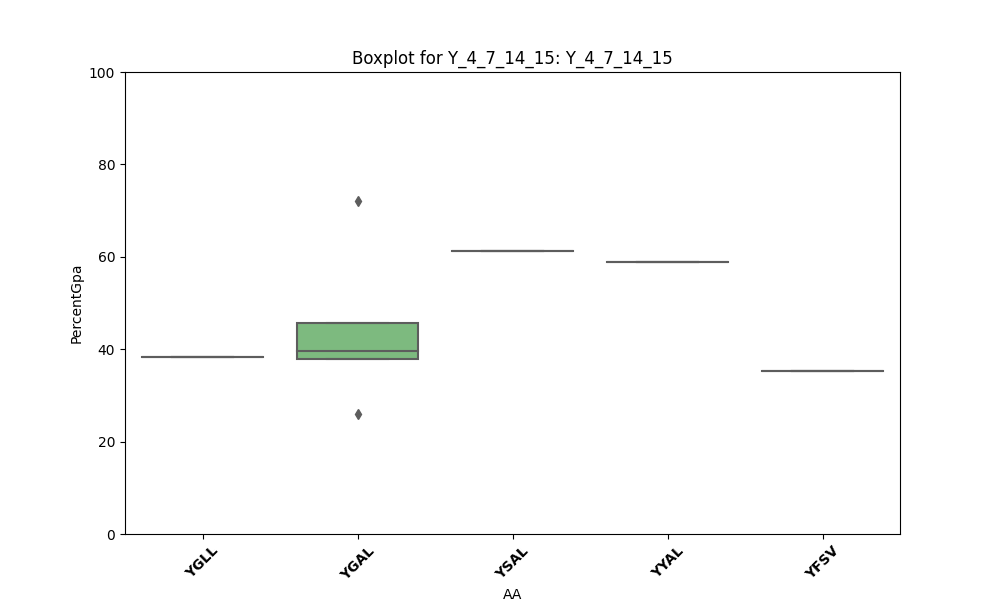 Boxplot for Y_4_7_14_15: Y_4_7_14_15
100
80
60
40
20
0
PercentGpa
YGLL
YGAL
YSAL
YYAL
YFSV
AA